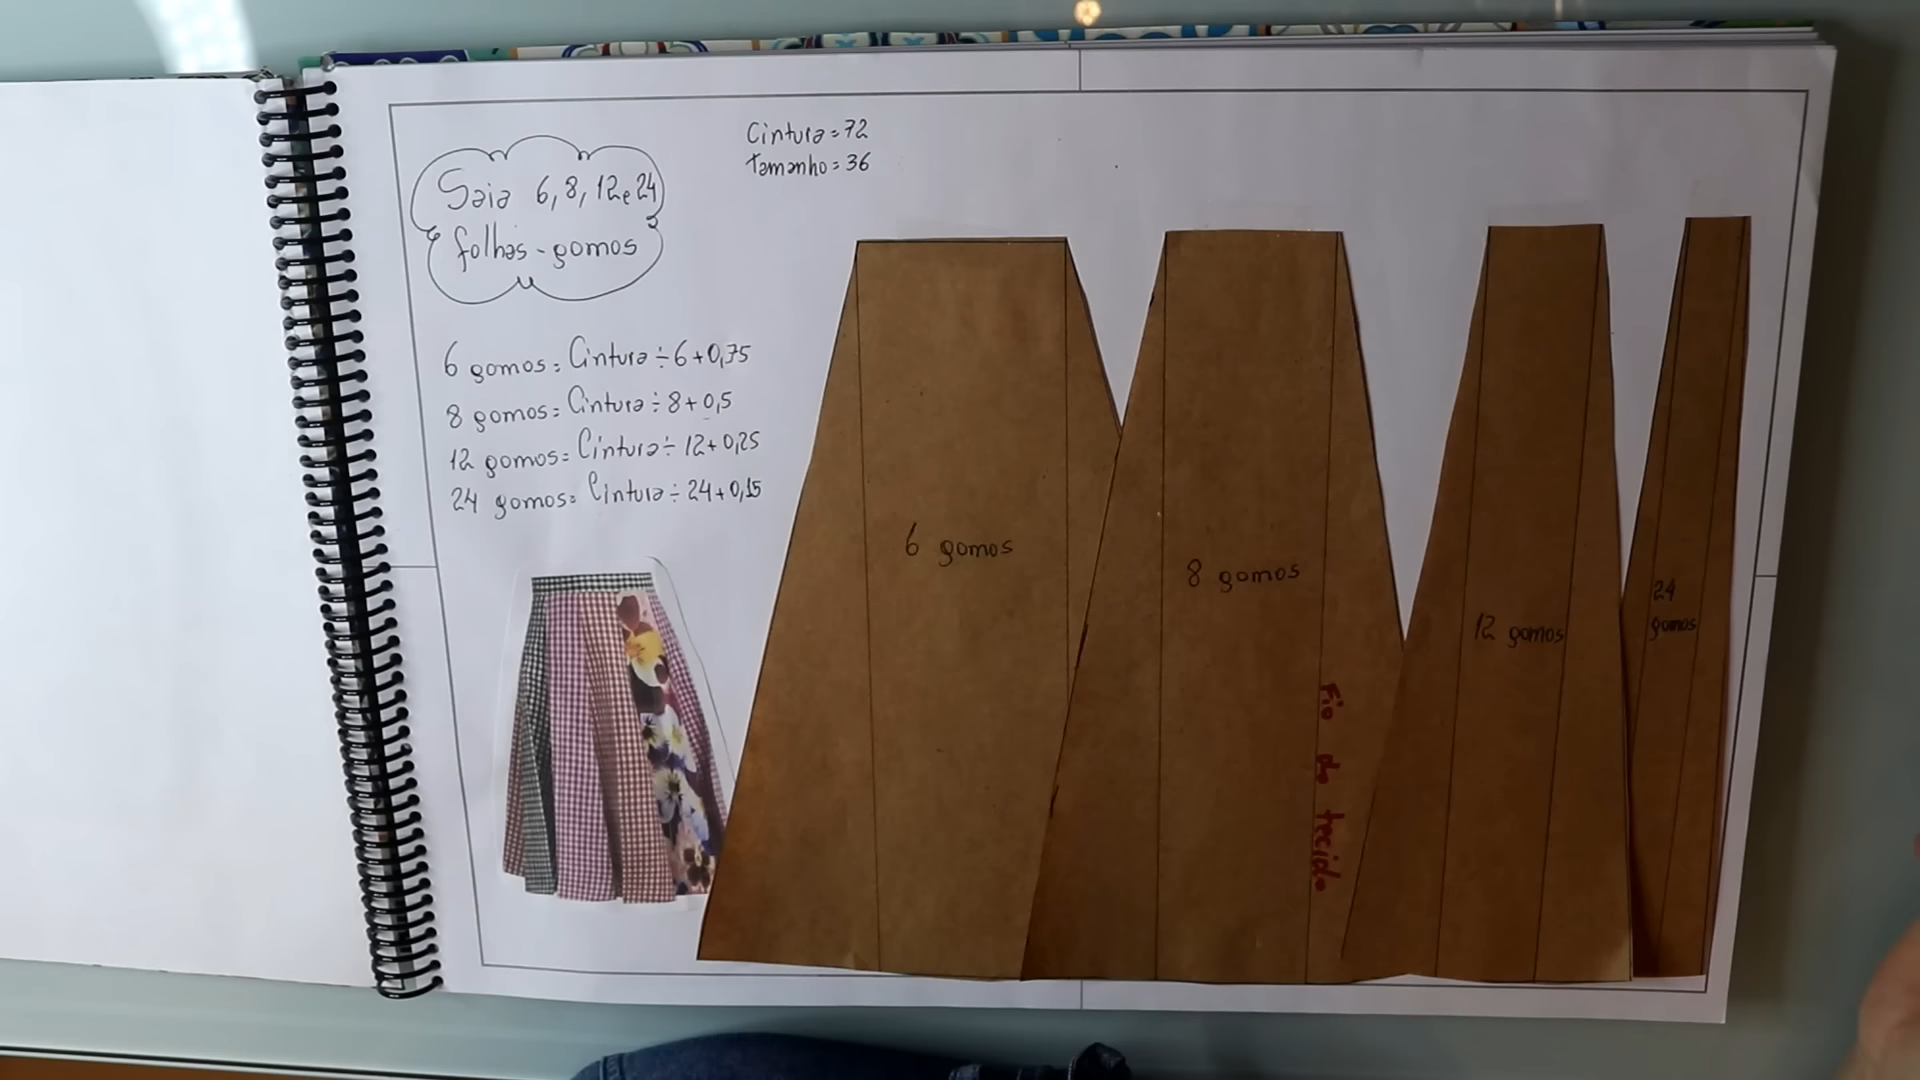 Saia 6, 8, 12 e 24
folhas - gomos
Cintura = 72
Tamanho = 36
6 gomos = Cintura ÷ 6 + 0,75
8 gomos = Cintura ÷ 8 + 0,5
12 gomos = Cintura ÷ 12 + 0,25
24 gomos = Cintura ÷ 24 + 0,15
6 gomos
8 gomos
Fio do tecido
12 gomos
24
gomos